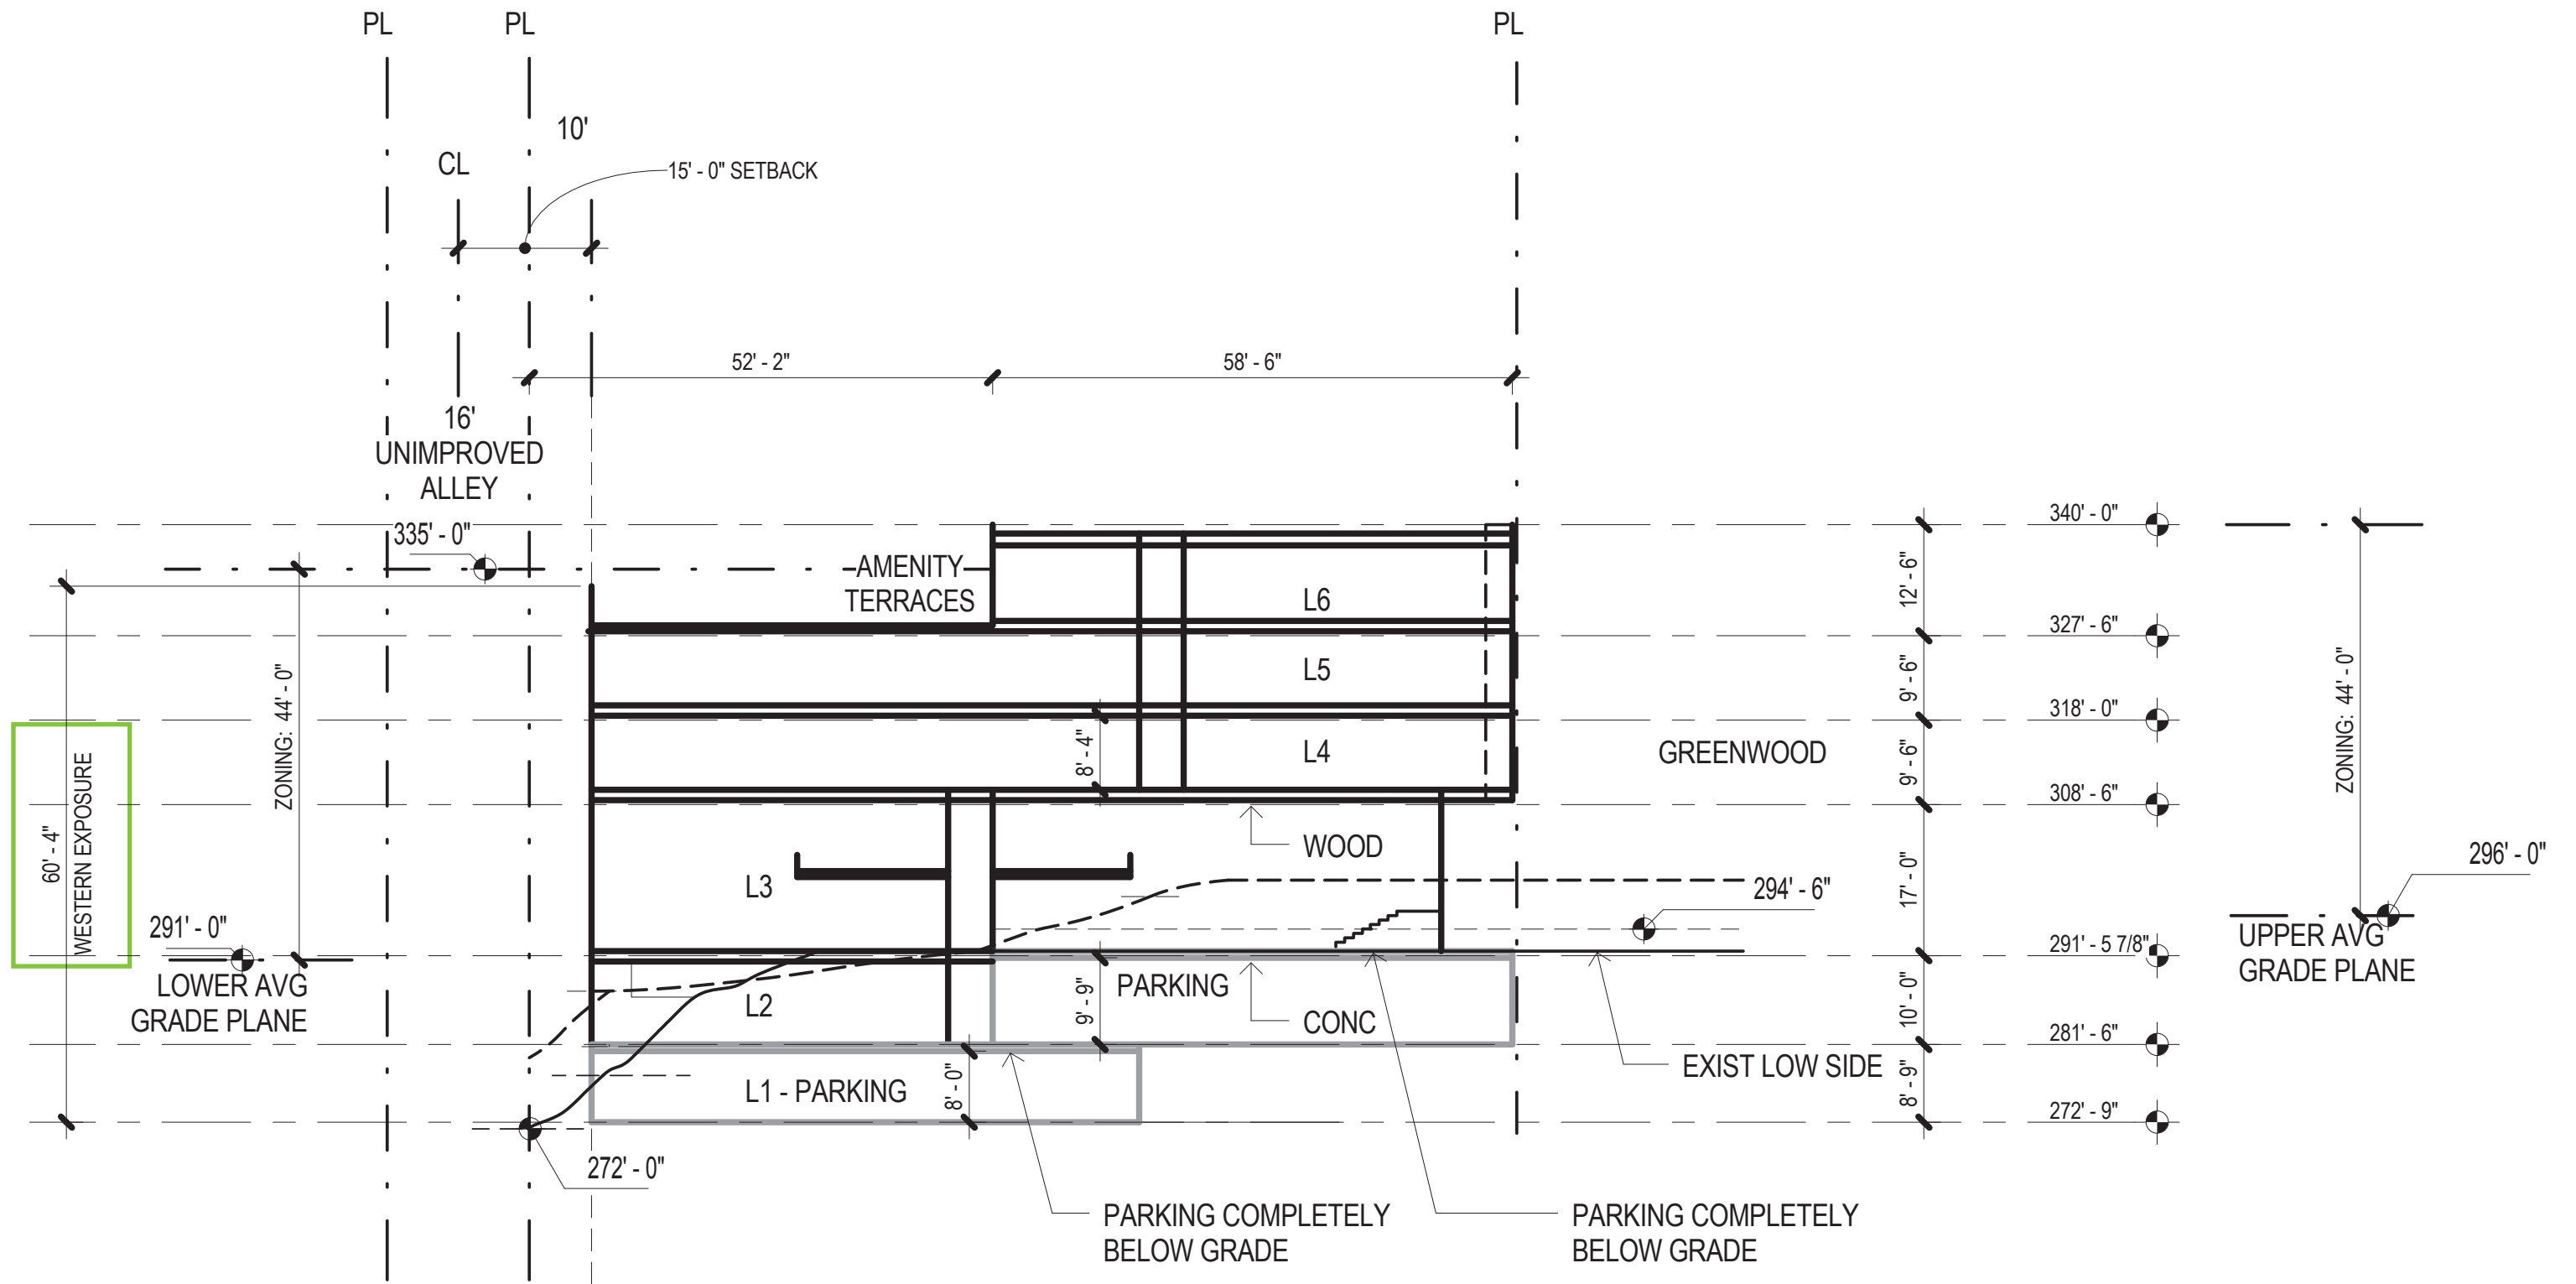 PL
PL
PL
10'
CL
15' - 0" SETBACK
52' - 2"
58' - 6"
16'
UNIMPROVED
ALLEY
340' - 0"
335' - 0"
AMENITY
TERRACES
12' - 6"
L6
327' - 6"
ZONING: 44' - 0"
L5
9' - 6"
ZONING: 44' - 0"
318' - 0"
60' - 4"
WESTERN EXPOSURE
8' - 4"
L4
GREENWOOD
9' - 6"
308' - 6"
WOOD
296' - 0"
L3
294' - 6"
17' - 0"
291' - 0"
LOWER AVG
GRADE PLANE
291' - 5 7/8"
UPPER AVG
GRADE PLANE
L2
9' - 9"
PARKING
CONC
10' - 0"
281' - 6"
EXIST LOW SIDE
L1 - PARKING
8' - 0"
8' - 9"
272' - 9"
272' - 0"
PARKING COMPLETELY
BELOW GRADE
PARKING COMPLETELY
BELOW GRADE